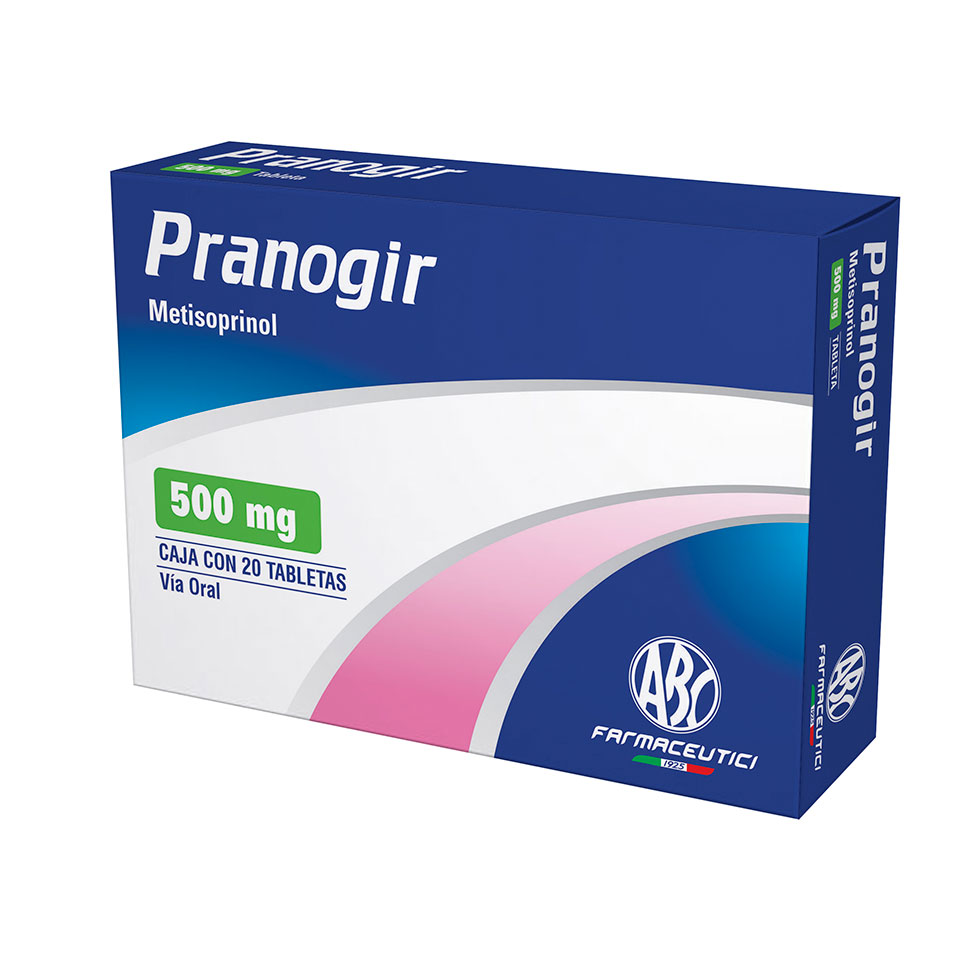 Pranogir
500 mg Tableta
Pranogir
Metisoprinol
500 mg
CAJA CON 20 TABLETAS
Vía Oral
ABC
FARMACEUTICI
1925
Pranogir
Metisoprinol
500 mg
TABLETA
ABC
FARMACEUTICI
1925